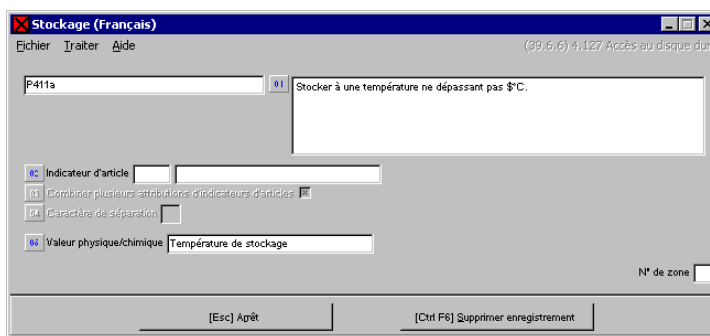 Stockage (Français)
Fichier Traiter Aide
(39.6.6) 4.127 Accès au disque dur
P411a
01
Stocker à une température ne dépassant pas $°C.
02 Indicateur d'article
03 Combiner plusieurs attributions d'indicateurs d'articles
04 Caractère de séparation
05 Valeur physique/chimique Température de stockage
N° de zone
[Esc] Arrêt
[Ctrl F6] Supprimer enregistrement